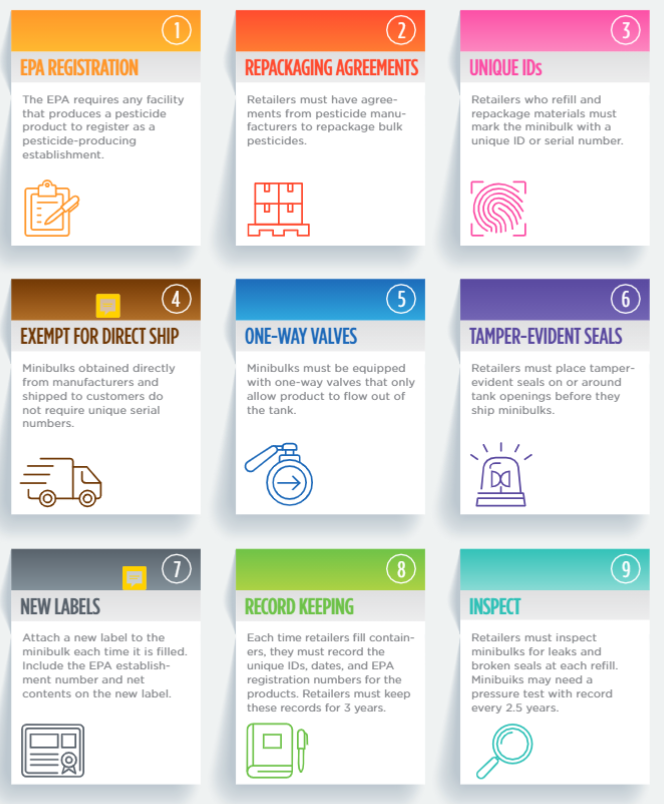 1
EPA REGISTRATION
The EPA requires any facility
that produces a pesticide
product to register as a
pesticide-producing
establishment.
2
REPACKAGING AGREEMENTS
Retailers must have agree-
ments from pesticide manu-
facturers to repackage bulk
pesticides.
3
UNIQUE IDs
Retailers who refill and
repackage materials must
mark the minibulk with a
unique ID or serial number.
4
EXEMPT FOR DIRECT SHIP
Minibulks obtained directly
from manufacturers and
shipped to customers do
not require unique serial
numbers.
5
ONE-WAY VALVES
Minibulks must be equipped
with one-way valves that only
allow product to flow out of
the tank.
6
TAMPER-EVIDENT SEALS
Retailers must place tamper-
evident seals on or around
tank openings before they
ship minibulks.
7
NEW LABELS
Attach a new label to the
minibulk each time it is filled.
Include the EPA establish-
ment number and net
contents on the new label.
8
RECORD KEEPING
Each time retailers fill contain-
ers, they must record the
unique IDs, dates, and EPA
registration numbers for the
products. Retailers must keep
these records for 3 years.
9
INSPECT
Retailers must inspect
minibulks for leaks and
broken seals at each refill.
Minibuiks may need a
pressure test with record
every 2.5 years.